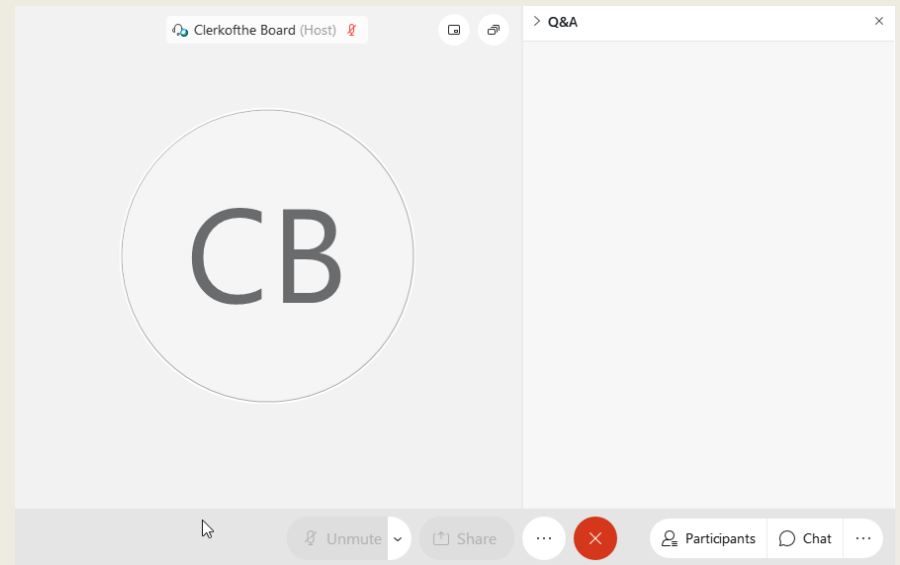 Clerkofthe Board (Host)
Q&A
CB
Unmute
Share
Participants
Chat